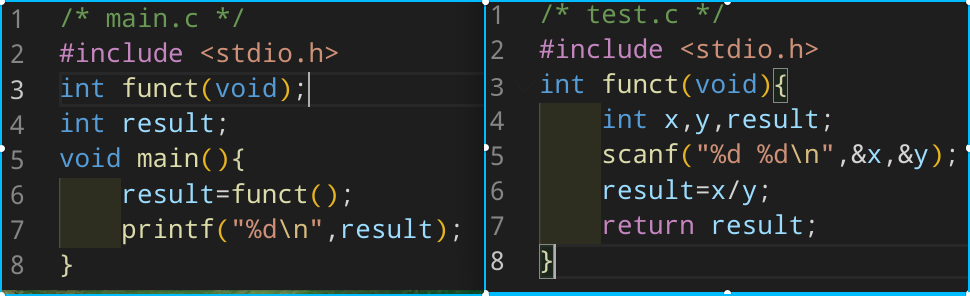 1 /* main.c */
2 #include <stdio.h>
3 int funct(void);
4 int result;
5 void main(){
6 result=funct();
7 printf("%d\n",result);
8 }
1 /* test.c */
2 #include <stdio.h>
3 int funct(void){
4 int x,y,result;
5 scanf("%d %d\n",&x,&y);
6 result=x/y;
7 return result;
8 }